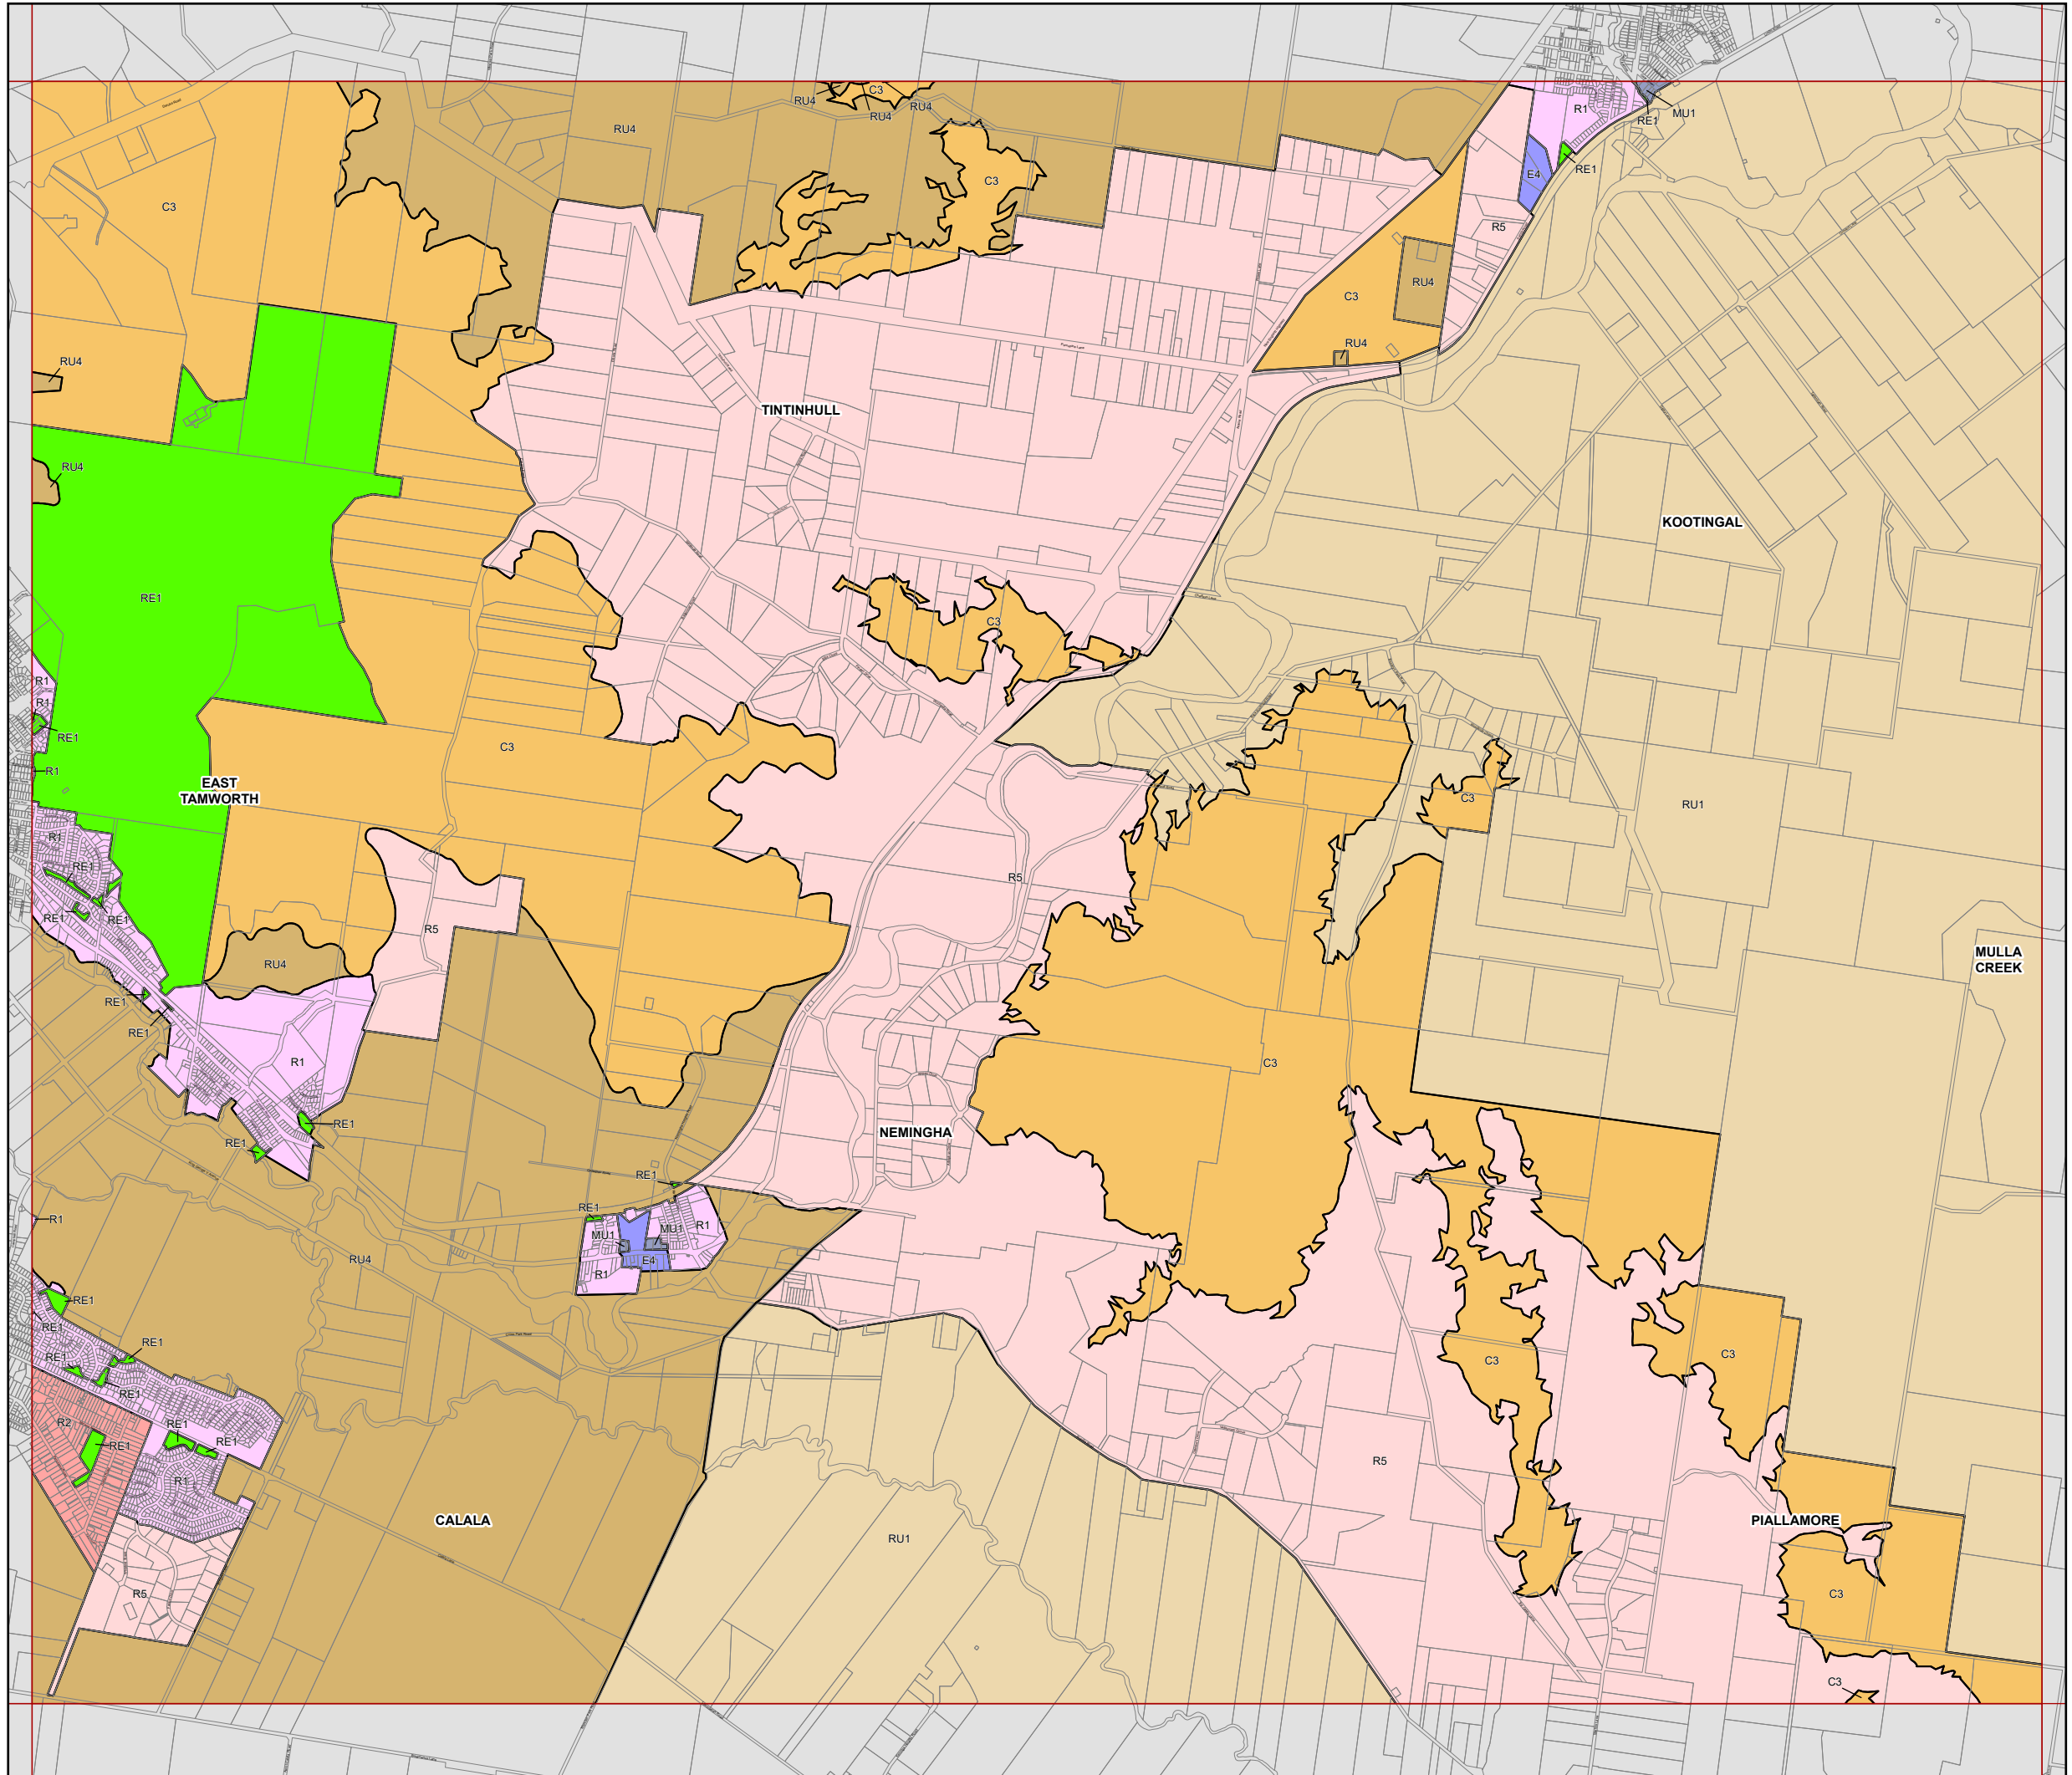 RU4
C3
RU4
RU4
RU4
R1
RE1
MU1
RE1
E4
C3
C3
R5
RU4
C3
RU4
RU4
TINTINHULL
RU4
KOOTINGAL
RE1
C3
R1
R1
RE1
C3
R1
EAST
TAMWORTH
C3
RU1
R1
RE1
R5
RE1
RE1
R5
MULLA
CREEK
RU4
RE1
RE1
R1
C3
RE1
NEMINGHA
RE1
RE1
RE1
R1
MU1
R1
MU1
RU4
E4
R1
RE1
RE1
RE1
RE1
C3
C3
RE1
R2
RE1
RE1
RE1
R1
R5
CALALA
PIALLAMORE
RU1
R5
C3
C3